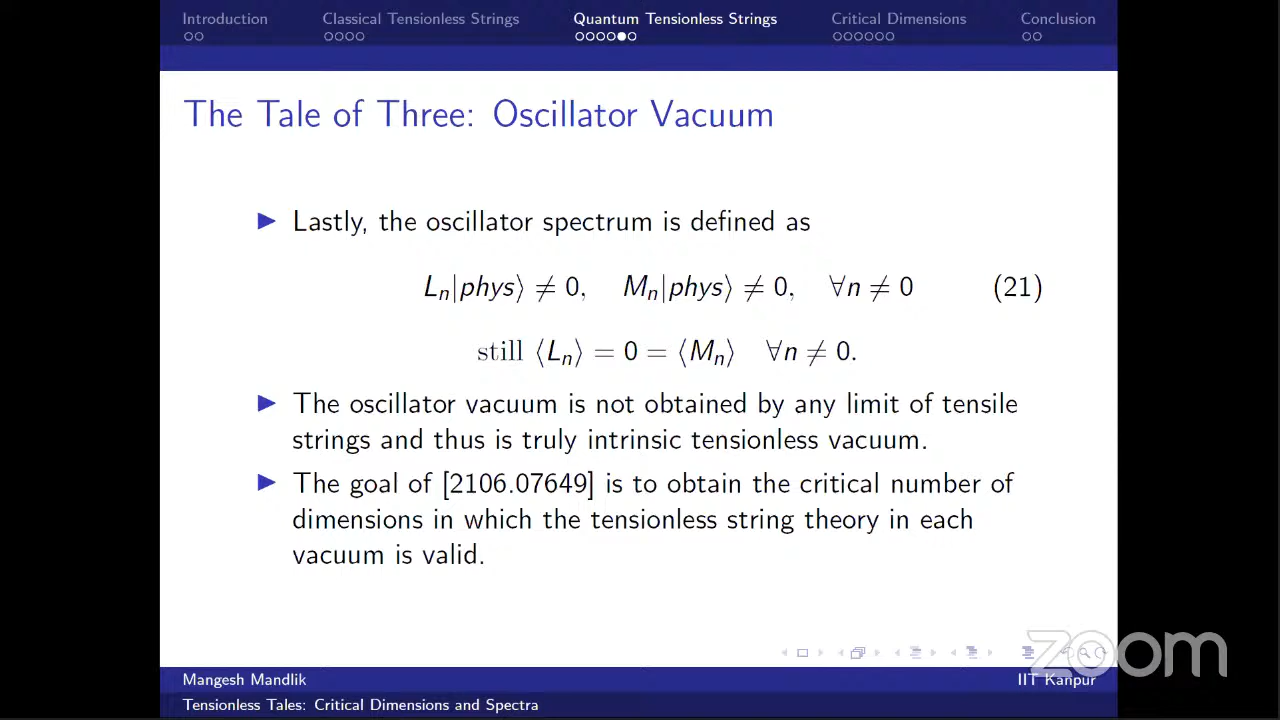 Introduction Classical Tensionless Strings Quantum Tensionless Strings Critical Dimensions Conclusion
The Tale of Three: Oscillator Vacuum
▶ Lastly, the oscillator spectrum is defined as
Lₙ|phys⟩ ≠ 0, Mₙ|phys⟩ ≠ 0, ∀n ≠ 0 (21)
still ⟨Lₙ⟩ = 0 = ⟨Mₙ⟩ ∀n ≠ 0.
▶ The oscillator vacuum is not obtained by any limit of tensile
strings and thus is truly intrinsic tensionless vacuum.
▶ The goal of [2106.07649] is to obtain the critical number of
dimensions in which the tensionless string theory in each
vacuum is valid.
zoom
Mangesh Mandlik IIT Kanpur
Tensionless Tales: Critical Dimensions and Spectra